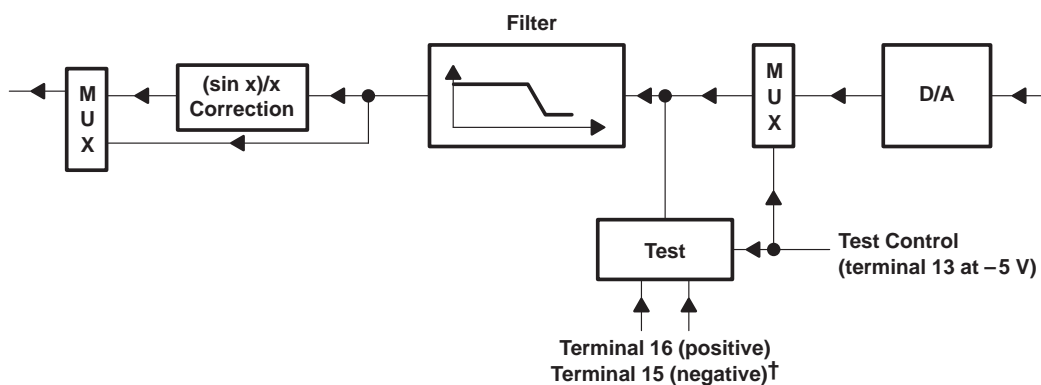 Filter
M
U
X
(sin x)/x
Correction
M
U
X
D/A
Test
Test Control
(terminal 13 at –5 V)
Terminal 16 (positive)
Terminal 15 (negative)†